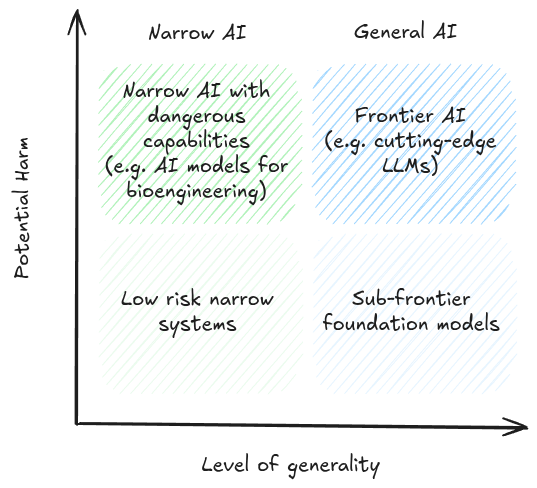 Narrow AI
General AI
Narrow AI with
dangerous
capabilities
(e.g. AI models for
bioengineering)
Frontier AI
(e.g. cutting-edge
LLMs)
Potential Harm
Low risk narrow
systems
Sub-frontier
foundation models
Level of generality